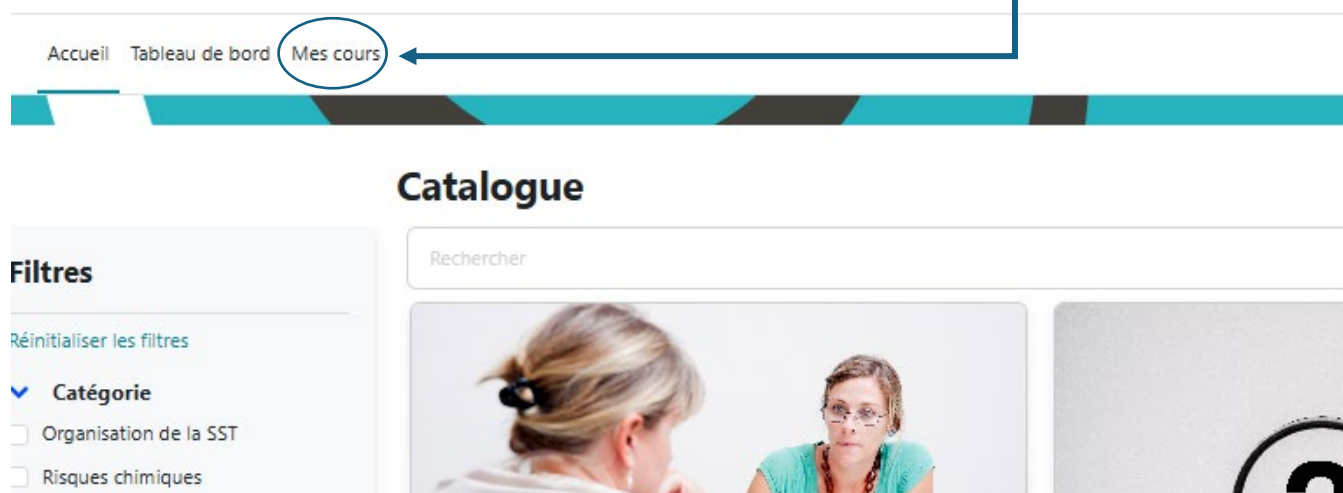 Accueil Tableau de bord Mes cours
Catalogue
Filtres
Rechercher
Réinitialiser les filtres
Catégorie
Organisation de la SST
Risques chimiques